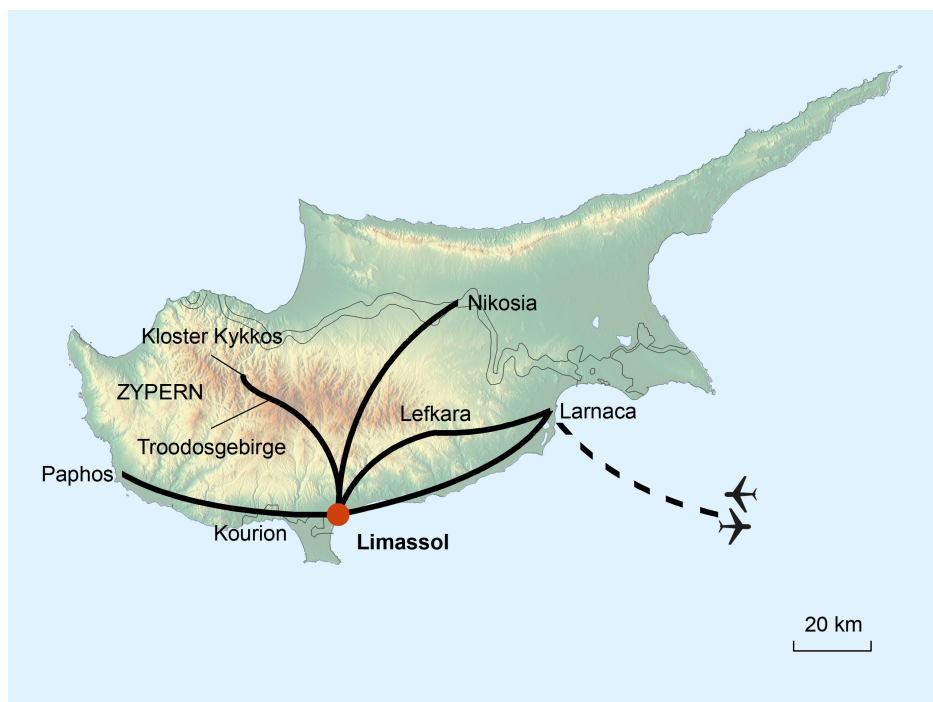 Nikosia
Kloster Kykkos
ZYPERN
Lefkara
Larnaca
Troodosgebirge
Paphos
Kourion
Limassol
20 km